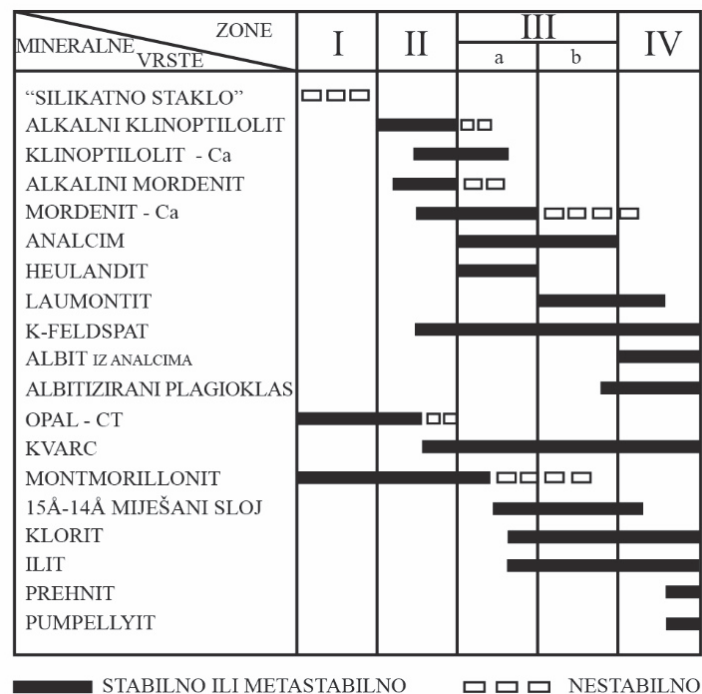 ZONE
MINERALNE
VRSTE
I
II
III
IV
a
b
“SILIKATNO STAKLO”
ALKALNI KLINOPTILOLIT
KLINOPTILOLIT - Ca
ALKALINI MORDENIT
MORDENIT - Ca
ANALCIM
HEULANDIT
LAUMONTIT
K-FELDSPAT
ALBIT IZ ANALCIMA
ALBITIZIRANI PLAGIOKLAS
OPAL - CT
KVARC
MONTMORILLONIT
15Å-14Å MIJEŠANI SLOJ
KLORIT
ILIT
PREHNIT
PUMPELLYIT
STABILNO ILI METASTABILNO
NESTABILNO